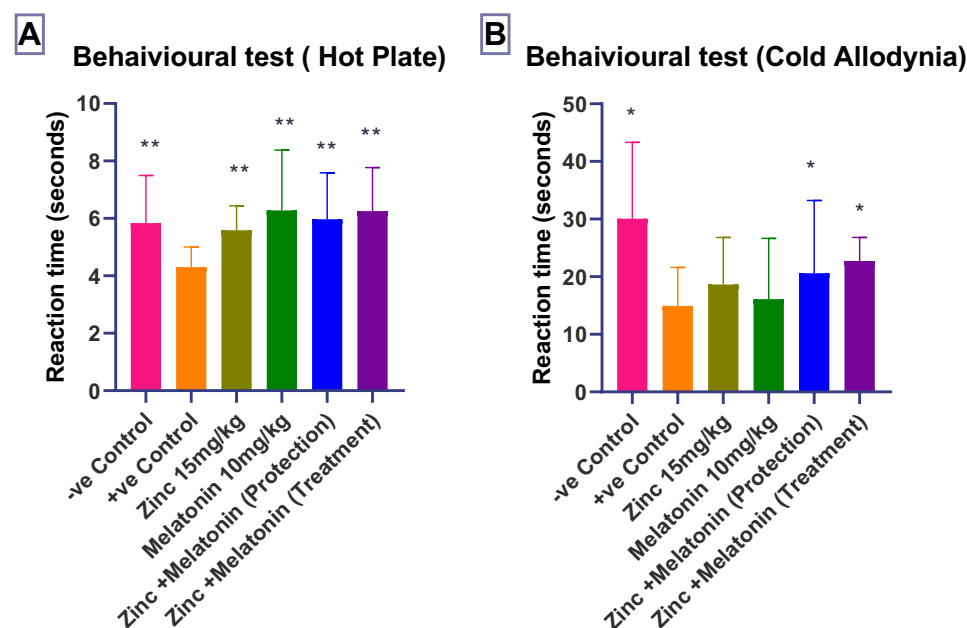 A
Behaivioural test ( Hot Plate)
Reaction time (seconds)
10
8
6
4
2
0
**
**
**
**
**
-ve Control
+ve Control
Zinc 15mg/kg
Melatonin 10mg/kg
Zinc +Melatonin (Protection)
Zinc +Melatonin (Treatment)
B
Behaivioural test (Cold Allodynia)
Reaction time (seconds)
50
40
30
20
10
0
*
*
*
-ve Control
+ve Control
Zinc 15mg/kg
Melatonin 10mg/kg
Zinc +Melatonin (Protection)
Zinc +Melatonin (Treatment)